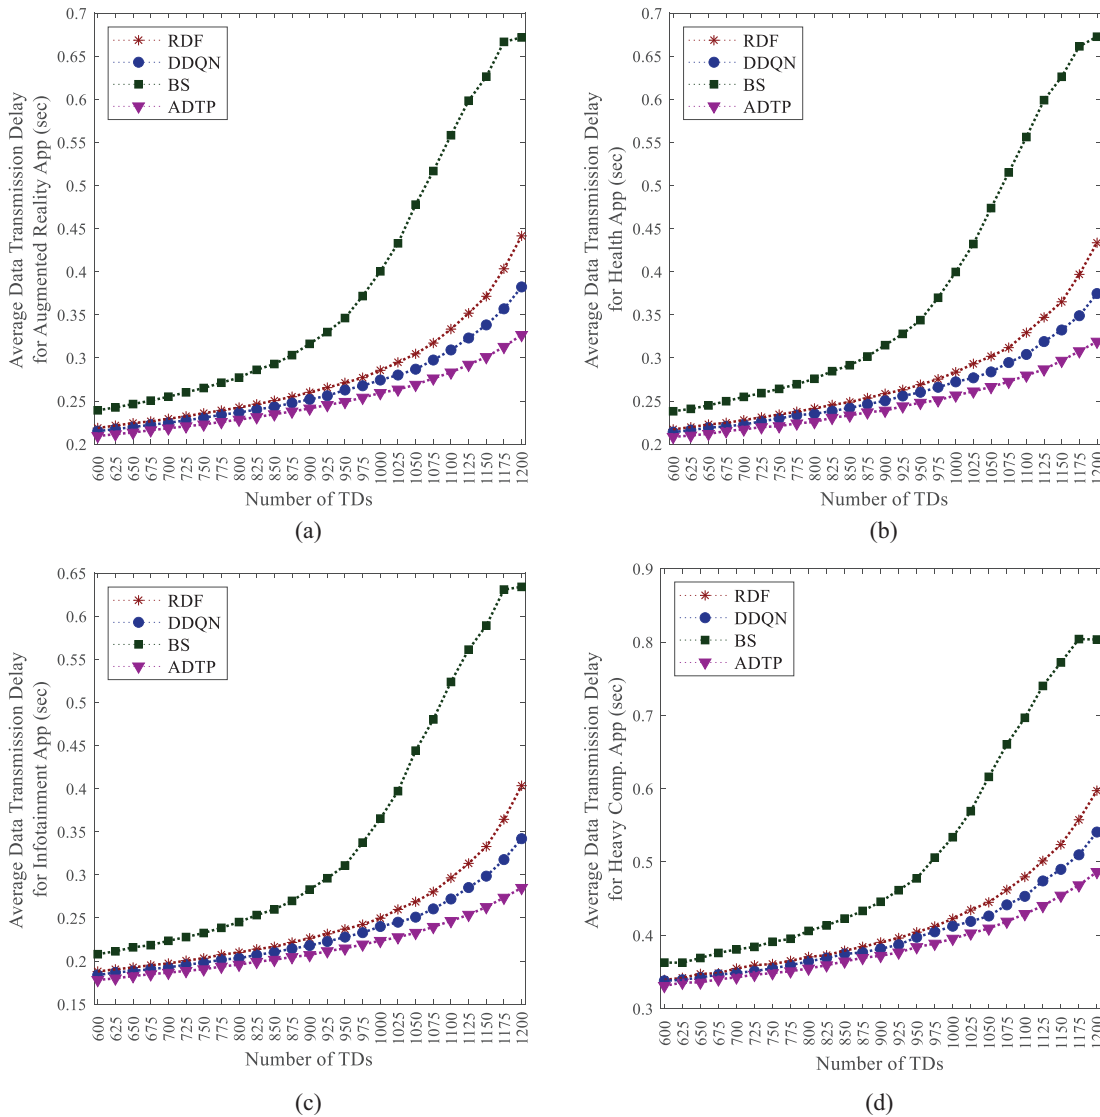 Average Data Transmission Delay
for Augmented Reality App (sec)
0.7
0.65
0.6
0.55
0.5
0.45
0.4
0.35
0.3
0.25
0.2
RDF
DDQN
BS
ADTP
600 625 650 675 700 725 750 775 800 825 850 875 900 925 950 975 1000 1025 1050 1075 1100 1125 1150 1175 1200
Number of TDs
(a)
Average Data Transmission Delay
for Health App (sec)
0.7
0.65
0.6
0.55
0.5
0.45
0.4
0.35
0.3
0.25
0.2
RDF
DDQN
BS
ADTP
600 625 650 675 700 725 750 775 800 825 850 875 900 925 950 975 1000 1025 1050 1075 1100 1125 1150 1175 1200
Number of TDs
(b)
Average Data Transmission Delay
for Infotainment App (sec)
0.65
0.6
0.55
0.5
0.45
0.4
0.35
0.3
0.25
0.2
0.15
RDF
DDQN
BS
ADTP
600 625 650 675 700 725 750 775 800 825 850 875 900 925 950 975 1000 1025 1050 1075 1100 1125 1150 1175 1200
Number of TDs
(c)
Average Data Transmission Delay
for Heavy Comp. App (sec)
0.9
0.8
0.7
0.6
0.5
0.4
0.3
RDF
DDQN
BS
ADTP
600 625 650 675 700 725 750 775 800 825 850 875 900 925 950 975 1000 1025 1050 1075 1100 1125 1150 1175 1200
Number of TDs
(d)